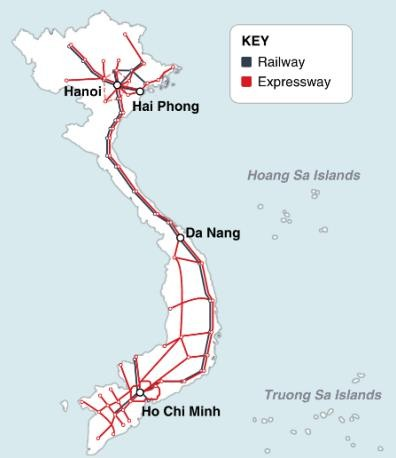 KEY
Railway
Expressway
Hanoi
Hai Phong
Hoang Sa Islands
Da Nang
Truong Sa Islands
Ho Chi Minh